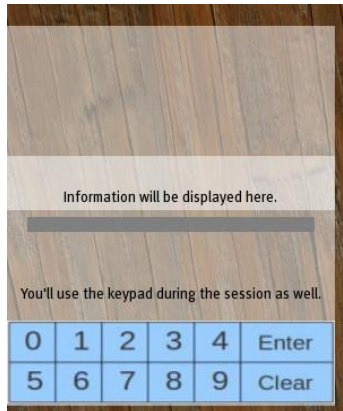 Information will be displayed here.
You'll use the keypad during the session as well.
0 1 2 3 4 Enter
5 6 7 8 9 Clear